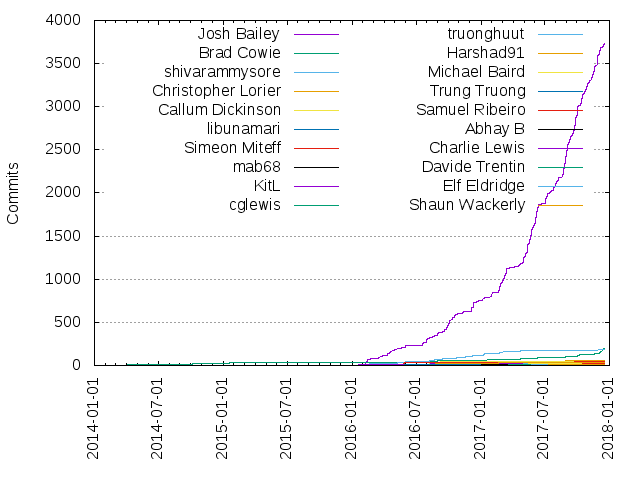 4000
3500
3000
2500
2000
1500
1000
500
0
Commits
Josh Bailey
Brad Cowie
shivarammysore
Christopher Lorier
Callum Dickinson
libunamari
Simeon Miteff
mab68
KitL
cglewis
truonghuut
Harshad91
Michael Baird
Trung Truong
Samuel Ribeiro
Abhay B
Charlie Lewis
Davide Trentin
Elf Eldridge
Shaun Wackerly
2014-01-01
2014-07-01
2015-01-01
2015-07-01
2016-01-01
2016-07-01
2017-01-01
2017-07-01
2018-01-01